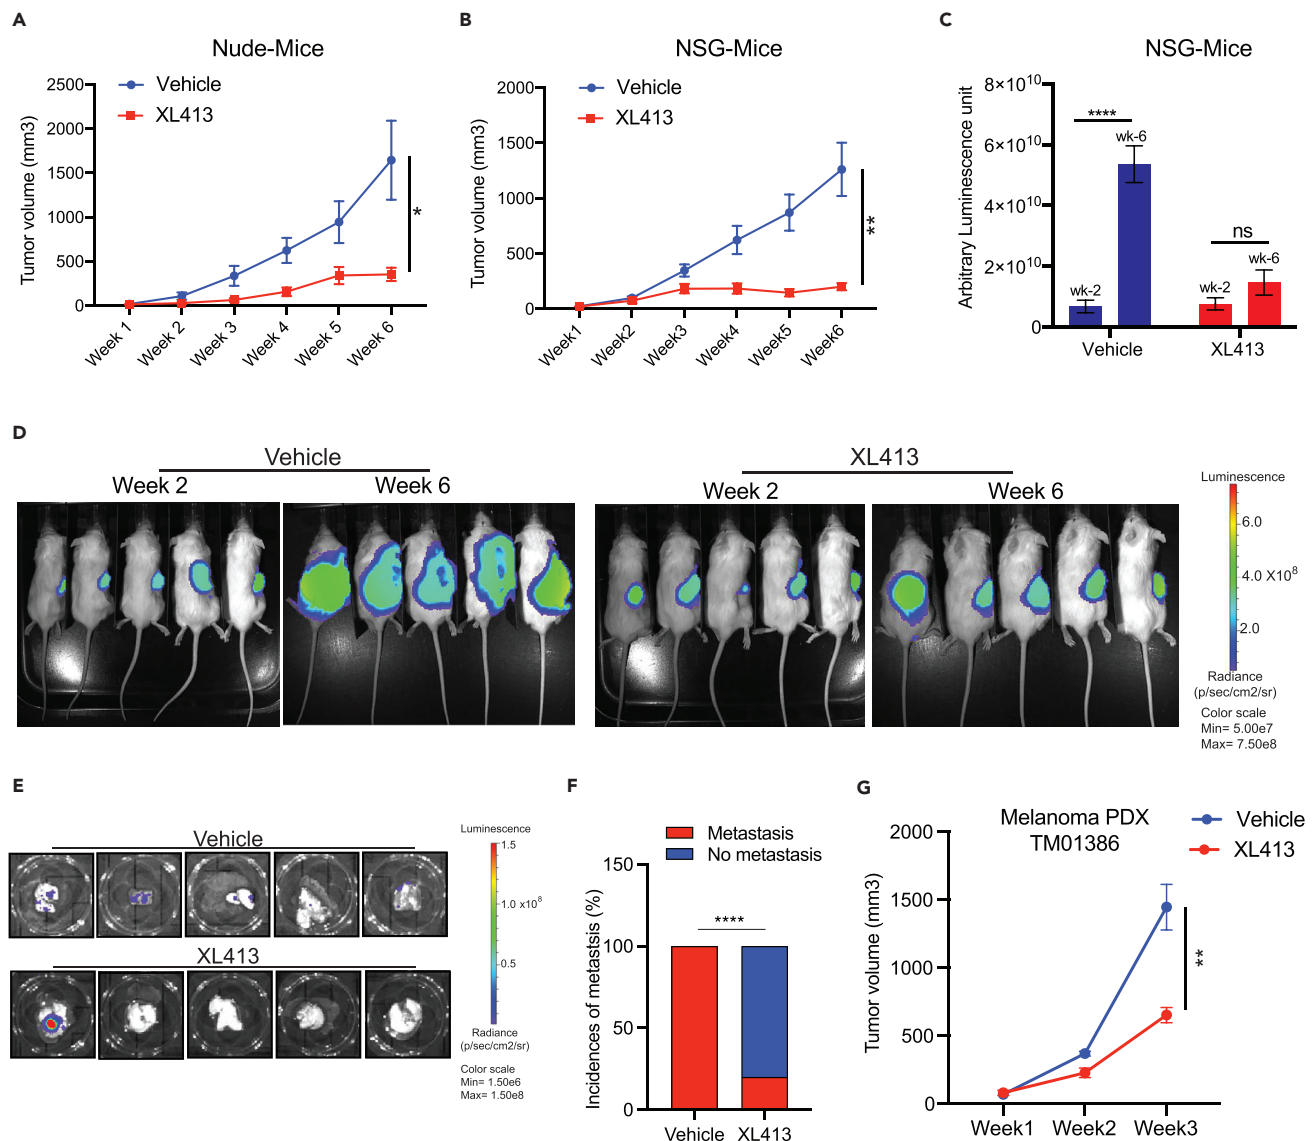 A
Nude-Mice
Vehicle
XL413
Tumor volume (mm3)
2500
2000
1500
1000
500
0
Week 1
Week 2
Week 3
Week 4
Week 5
Week 6
*
B
NSG-Mice
Vehicle
XL413
Tumor volume (mm3)
2000
1500
1000
500
0
Week1
Week2
Week3
Week4
Week5
Week6
**
C
NSG-Mice
Arbitrary Luminescence unit
8×10¹⁰
6×10¹⁰
4×10¹⁰
2×10¹⁰
0
****
wk-2
wk-6
ns
wk-2
wk-6
Vehicle
XL413
D
Vehicle
Week 2
Week 6
XL413
Week 2
Week 6
Luminescence
6.0
4.0 X10⁸
2.0
Radiance
(p/sec/cm2/sr)
Color scale
Min= 5.00e7
Max= 7.50e8
E
Vehicle
XL413
Luminescence
1.5
1.0 x10⁸
0.5
Radiance
(p/sec/cm2/sr)
Color scale
Min= 1.50e6
Max= 1.50e8
F
Metastasis
No metastasis
Incidences of metastsis (%)
150
100
50
0
****
Vehicle
XL413
G
Melanoma PDX
TM01386
Vehicle
XL413
Tumor volume (mm3)
2000
1500
1000
500
0
Week1
Week2
Week3
**